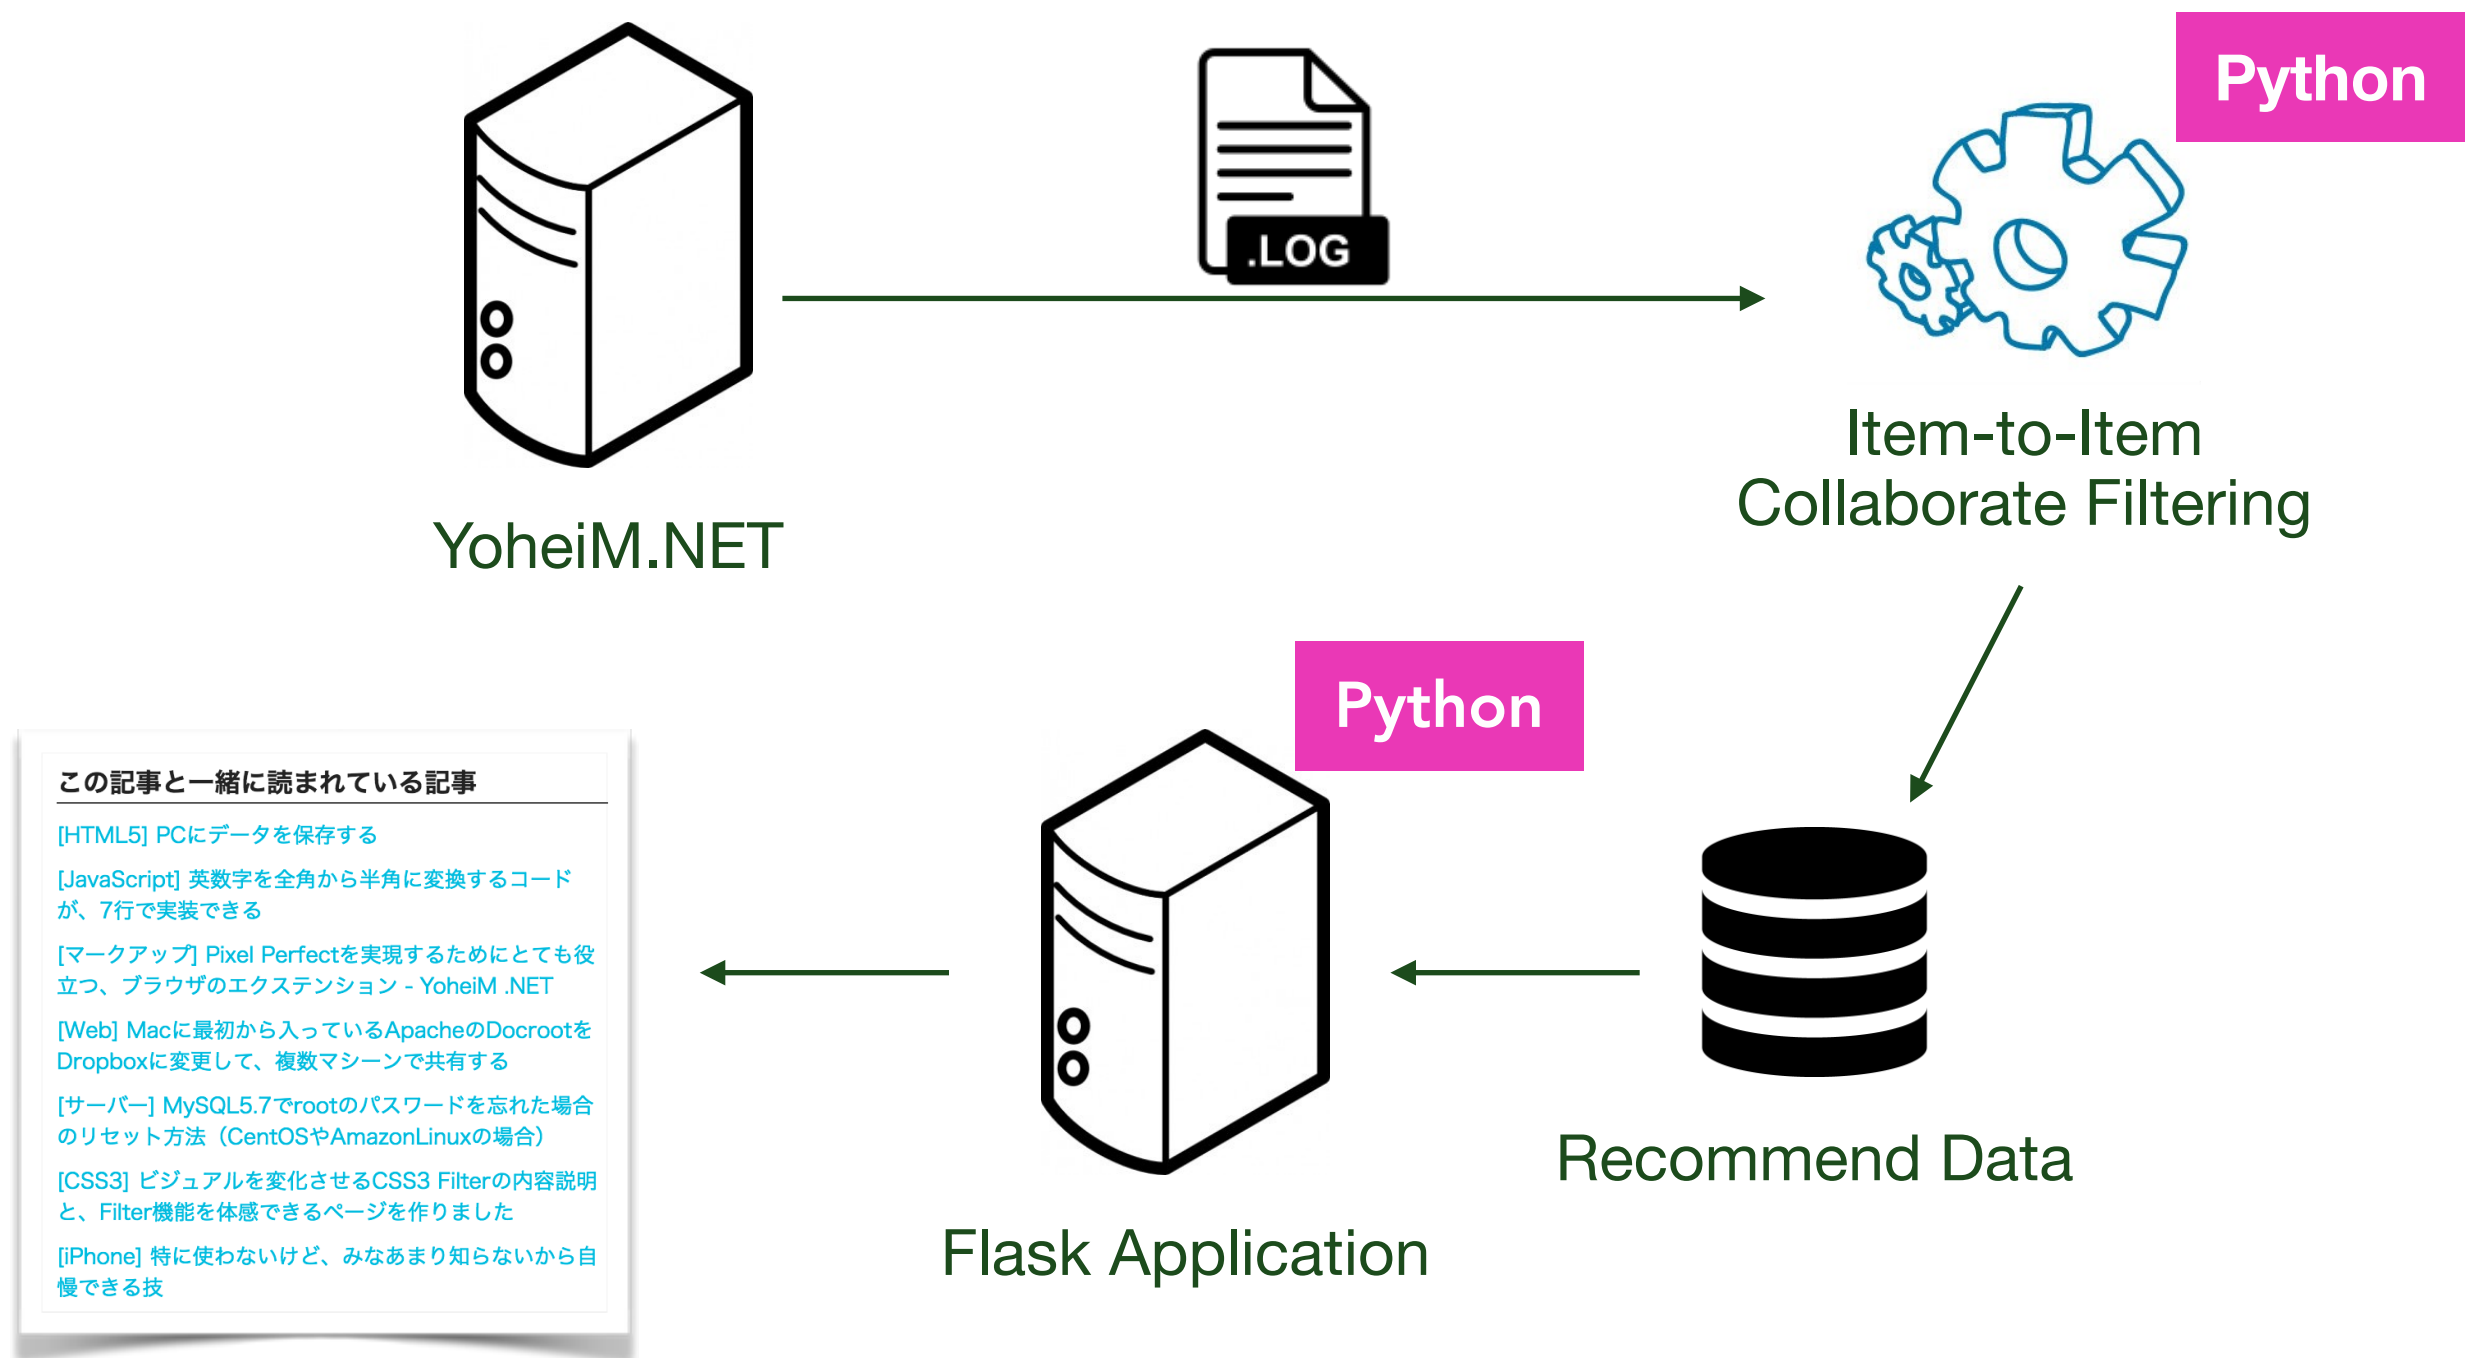 Python
.LOG
Item-to-Item
Collaborate Filtering
YoheiM.NET
Python
この記事と一緒に読まれている記事
[HTML5] PCにデータを保存する
[JavaScript] 英数字を全角から半角に変換するコード
が、7行で実装できる
[マークアップ] Pixel Perfectを実現するためにとても役
立つ、ブラウザのエクステンション - YoheiM .NET
[Web] Macに最初から入っているApacheのDocrootを
Dropboxに変更して、複数マシーンで共有する
[サーバー] MySQL5.7でrootのパスワードを忘れた場合
のリセット方法（CentOSやAmazonLinuxの場合）
[CSS3] ビジュアルを変化させるCSS3 Filterの内容説明
と、Filter機能を体感できるページを作りました
[iPhone] 特に使わないけど、みなあまり知らないから自
慢できる技
Flask Application
Recommend Data